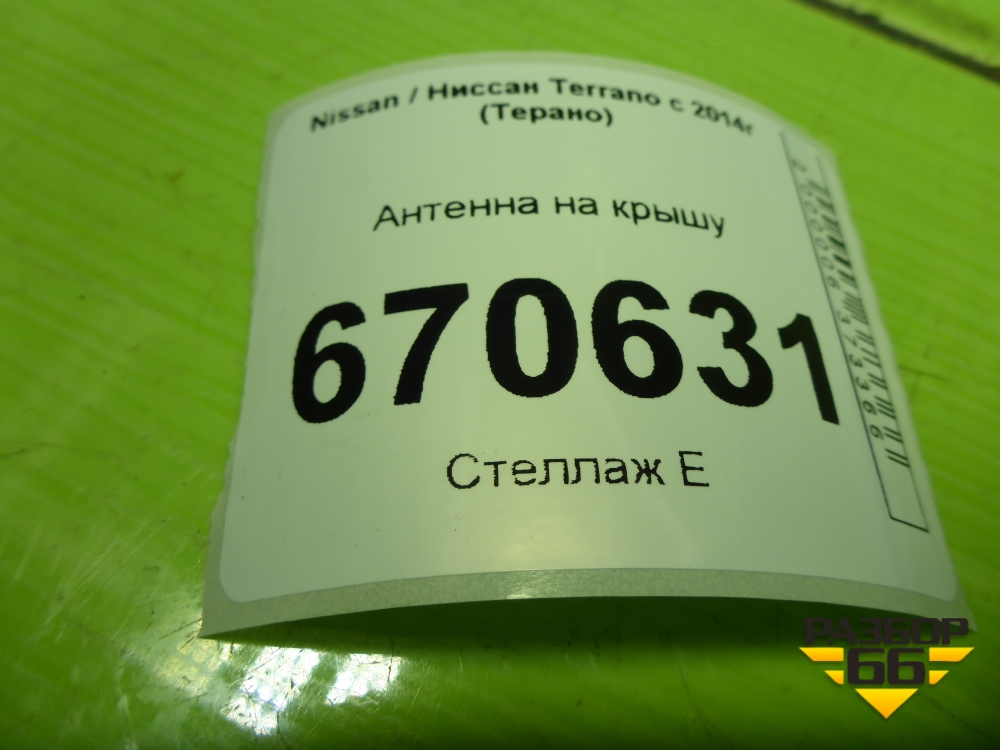 Nissan / Ниссан Terrano с 2014г
(Терано)
Антенна на крышу
670631
Стеллаж Е
РАЗБОР
66